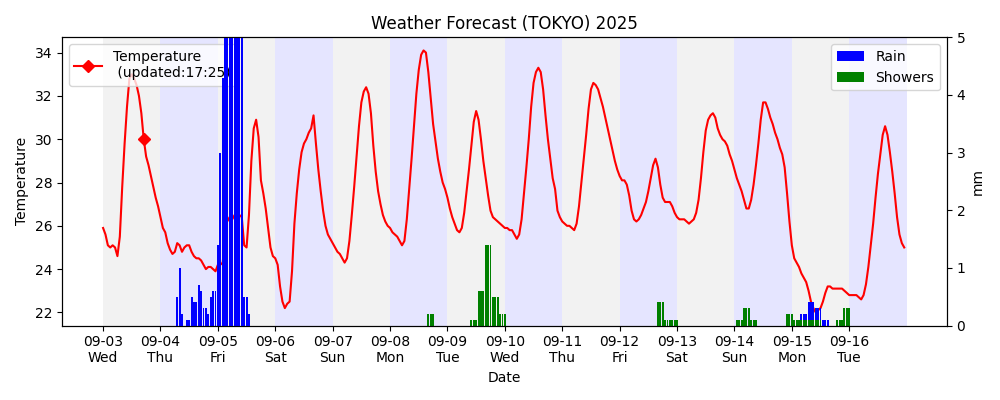 Weather Forecast (TOKYO) 2025
Temperature
(updated:17:25)
Rain
Showers
Temperature
34
32
30
28
26
24
22
5
4
3
2
1
0
mm
09-03 09-04 09-05 09-06 09-07 09-08 09-09 09-10 09-11 09-12 09-13 09-14 09-15 09-16
Wed Thu Fri Sat Sun Mon Tue Wed Thu Fri Sat Sun Mon Tue
Date